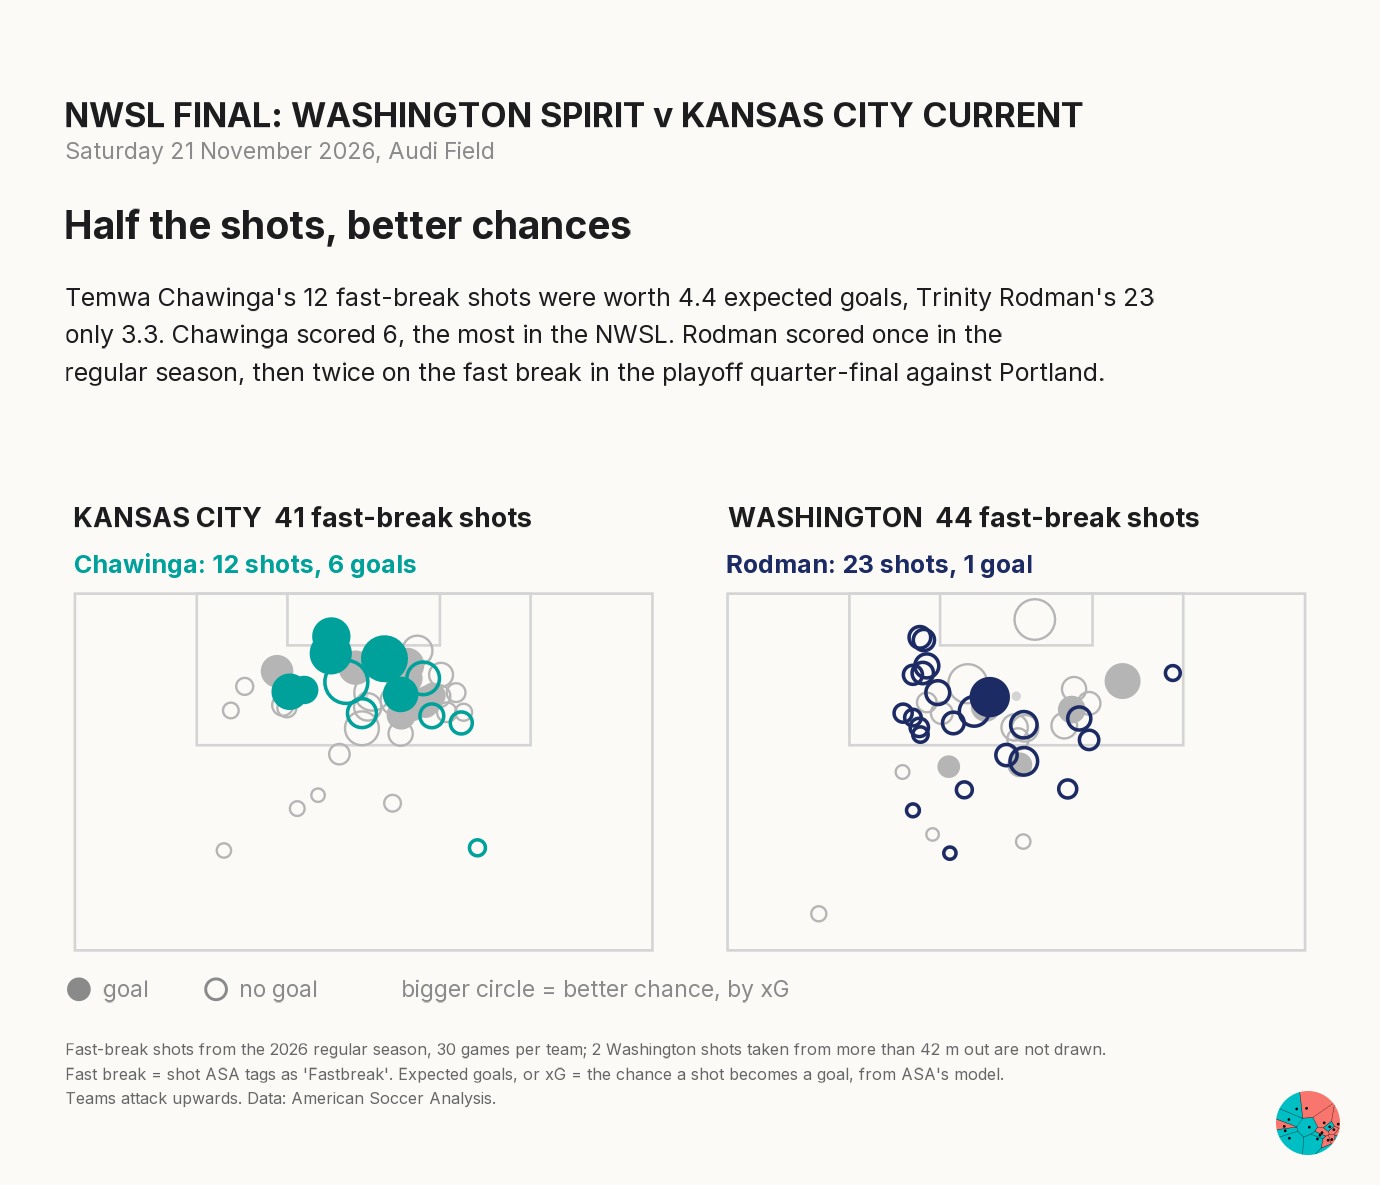 NWSL FINAL: WASHINGTON SPIRIT v KANSAS CITY CURRENT
Saturday 21 November 2026, Audi Field
Half the shots, better chances
Temwa Chawinga's 12 fast-break shots were worth 4.4 expected goals, Trinity Rodman's 23
only 3.3. Chawinga scored 6, the most in the NWSL. Rodman scored once in the
regular season, then twice on the fast break in the playoff quarter-final against Portland.
KANSAS CITY 41 fast-break shots
Chawinga: 12 shots, 6 goals
WASHINGTON 44 fast-break shots
Rodman: 23 shots, 1 goal
goal
no goal
bigger circle = better chance, by xG
Fast-break shots from the 2026 regular season, 30 games per team; 2 Washington shots taken from more than 42 m out are not drawn.
Fast break = shot ASA tags as 'Fastbreak'. Expected goals, or xG = the chance a shot becomes a goal, from ASA's model.
Teams attack upwards. Data: American Soccer Analysis.